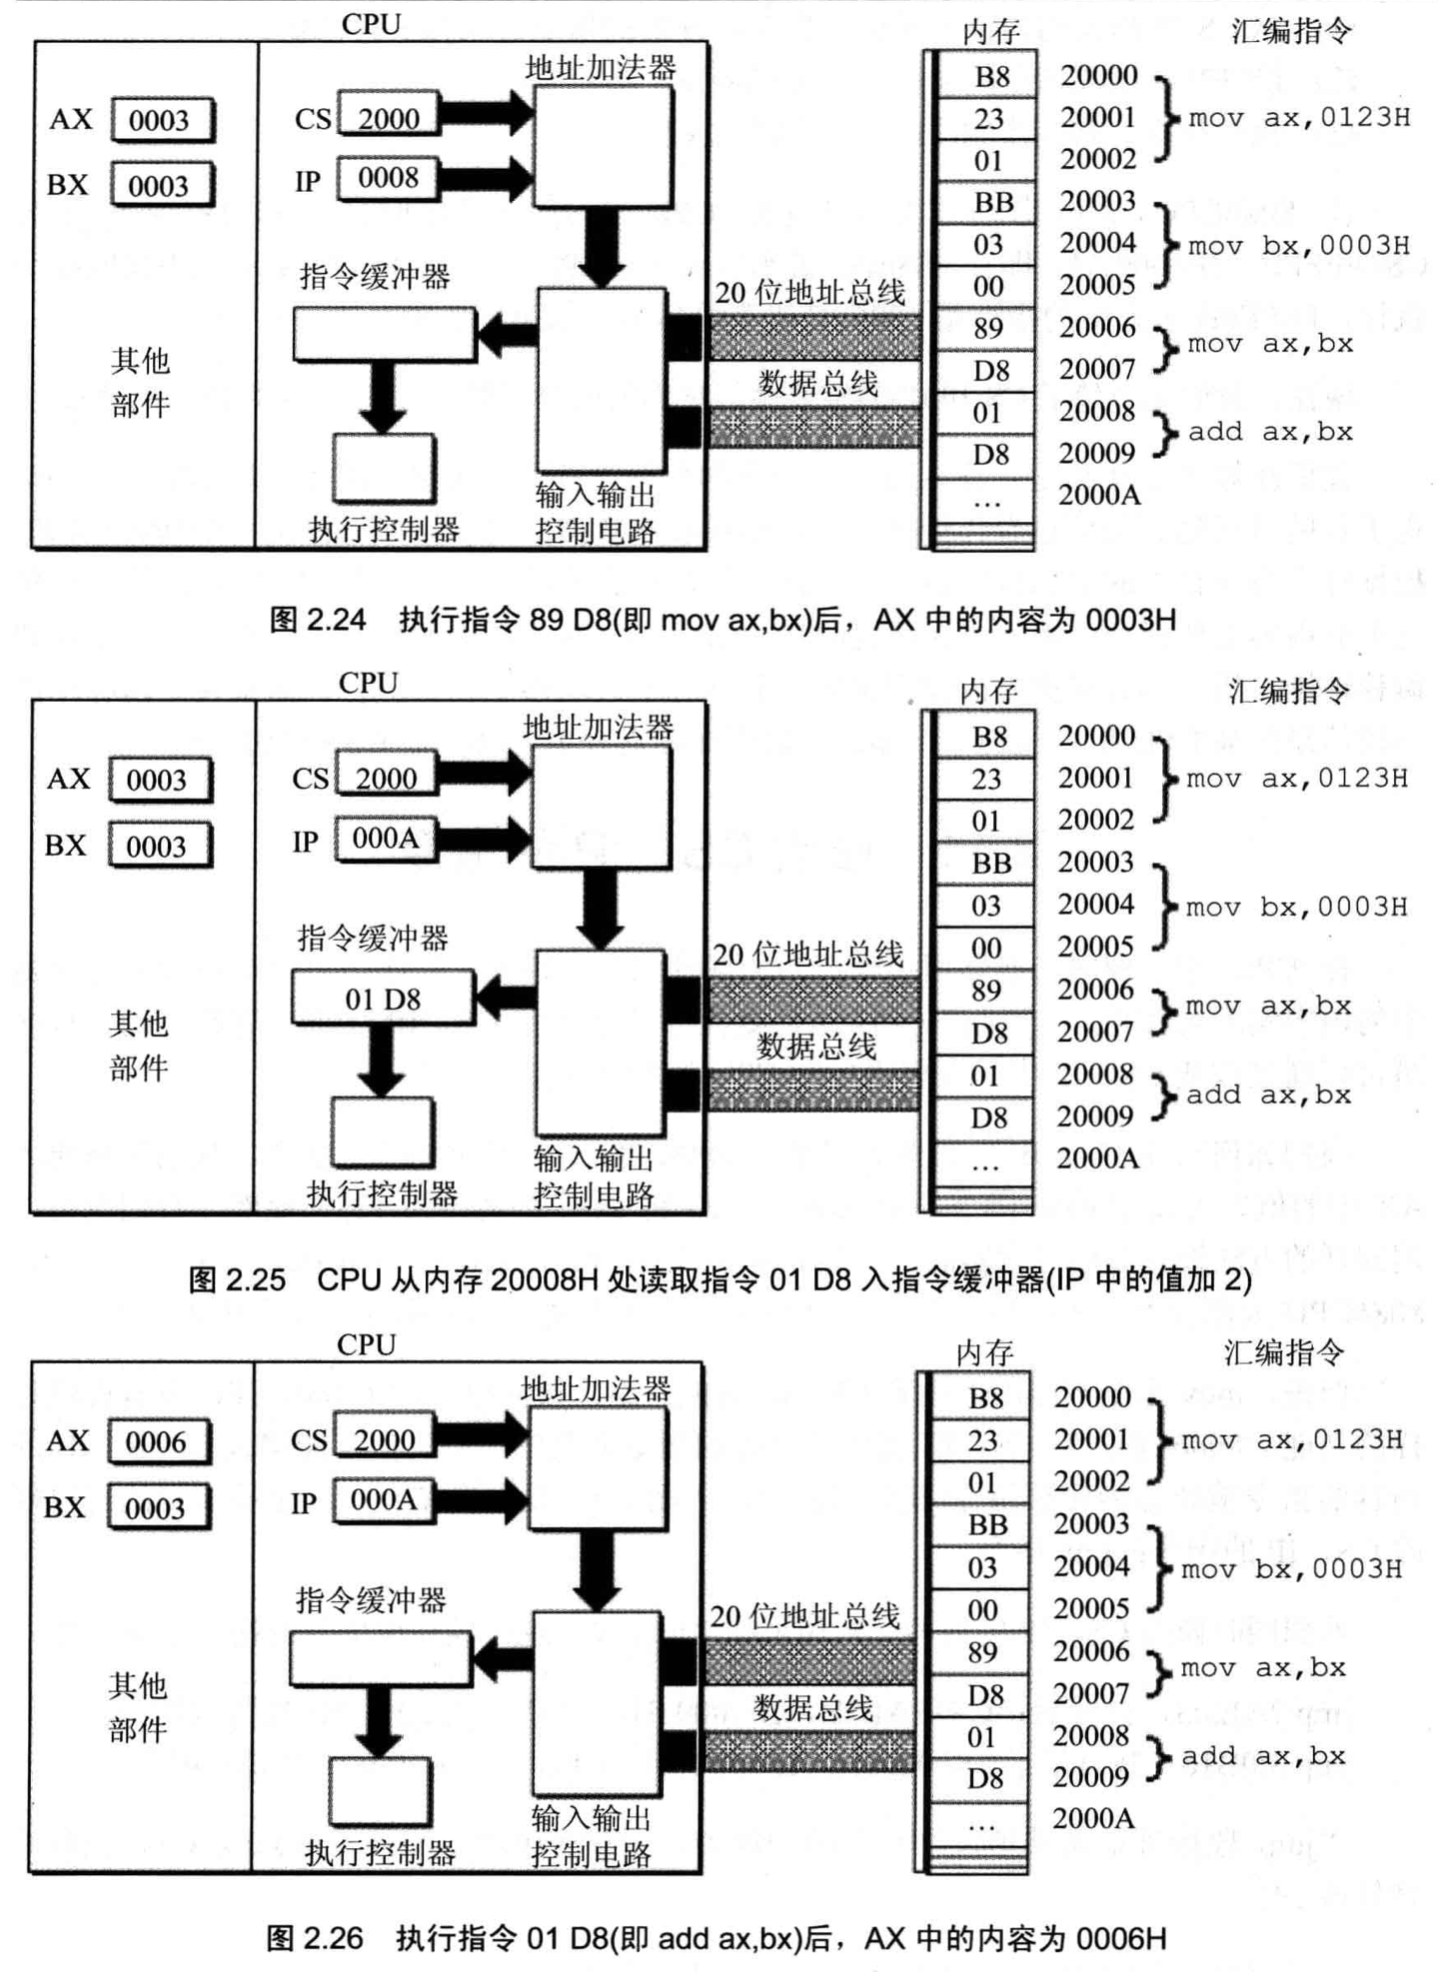 CPU
内存 汇编指令
地址加法器
B8 20000
AX 0003 CS 2000 23 20001 mov ax,0123H
01 20002
BX 0003 IP 0008 BB 20003
03 20004 mov bx,0003H
指令缓冲器 20 位地址总线 00 20005
89 20006
其他 数据总线 D8 20007 mov ax,bx
部件 01 20008
D8 20009 add ax,bx
输入输出 … 2000A
执行控制器 控制电路
图 2.24 执行指令 89 D8(即 mov ax,bx)后，AX 中的内容为 0003H
CPU
内存 汇编指令
地址加法器
B8 20000
AX 0003 CS 2000 23 20001 mov ax,0123H
01 20002
BX 0003 IP 000A BB 20003
03 20004 mov bx,0003H
指令缓冲器 20 位地址总线 00 20005
01 D8 89 20006
其他 数据总线 D8 20007 mov ax,bx
部件 01 20008
D8 20009 add ax,bx
输入输出 … 2000A
执行控制器 控制电路
图 2.25 CPU 从内存 20008H 处读取指令 01 D8 入指令缓冲器(IP 中的值加 2)
CPU
内存 汇编指令
地址加法器
B8 20000
AX 0006 CS 2000 23 20001 mov ax,0123H
01 20002
BX 0003 IP 000A BB 20003
03 20004 mov bx,0003H
指令缓冲器 20 位地址总线 00 20005
89 20006
其他 数据总线 D8 20007 mov ax,bx
部件 01 20008
D8 20009 add ax,bx
输入输出 … 2000A
执行控制器 控制电路
图 2.26 执行指令 01 D8(即 add ax,bx)后，AX 中的内容为 0006H